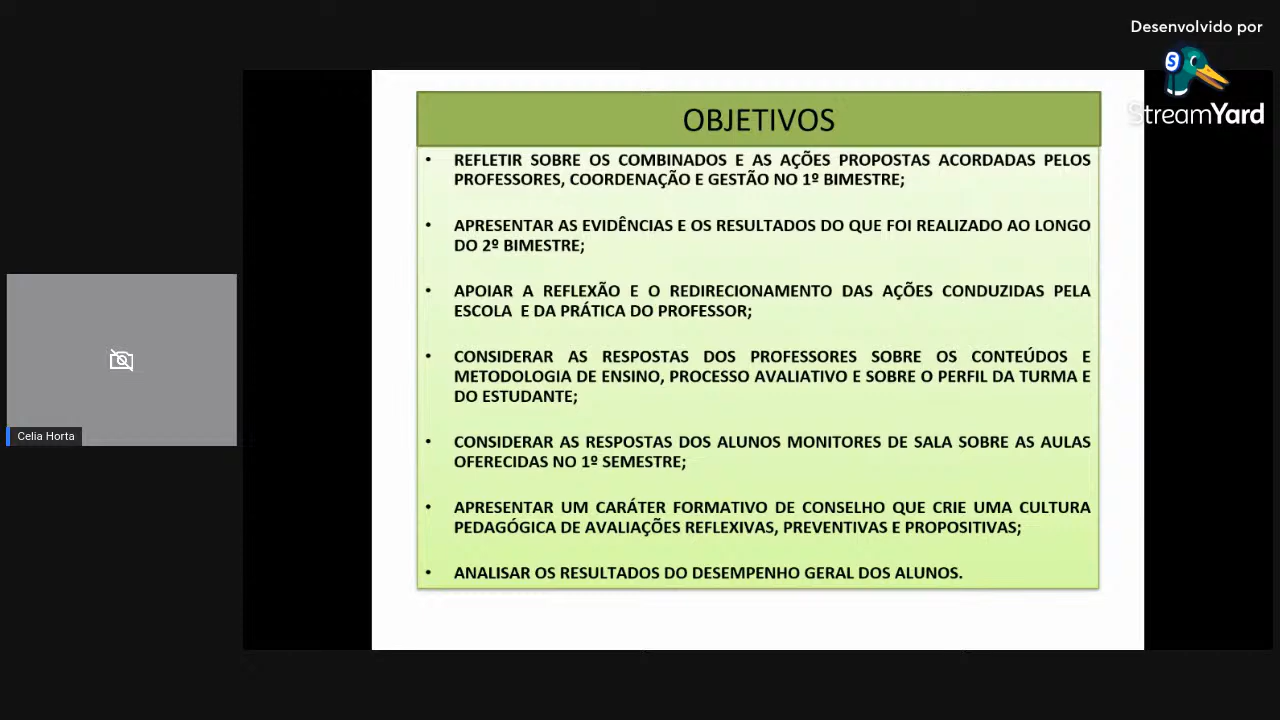 Desenvolvido por
S
StreamYard
OBJETIVOS
• REFLETIR SOBRE OS COMBINADOS E AS AÇÕES PROPOSTAS ACORDADAS PELOS
PROFESSORES, COORDENAÇÃO E GESTÃO NO 1º BIMESTRE;
• APRESENTAR AS EVIDÊNCIAS E OS RESULTADOS DO QUE FOI REALIZADO AO LONGO
DO 2º BIMESTRE;
• APOIAR A REFLEXÃO E O REDIRECIONAMENTO DAS AÇÕES CONDUZIDAS PELA
ESCOLA E DA PRÁTICA DO PROFESSOR;
• CONSIDERAR AS RESPOSTAS DOS PROFESSORES SOBRE OS CONTEÚDOS E
METODOLOGIA DE ENSINO, PROCESSO AVALIATIVO E SOBRE O PERFIL DA TURMA E
DO ESTUDANTE;
• CONSIDERAR AS RESPOSTAS DOS ALUNOS MONITORES DE SALA SOBRE AS AULAS
OFERECIDAS NO 1º SEMESTRE;
• APRESENTAR UM CARÁTER FORMATIVO DE CONSELHO QUE CRIE UMA CULTURA
PEDAGÓGICA DE AVALIAÇÕES REFLEXIVAS, PREVENTIVAS E PROPOSITIVAS;
• ANALISAR OS RESULTADOS DO DESEMPENHO GERAL DOS ALUNOS.
Celia Horta